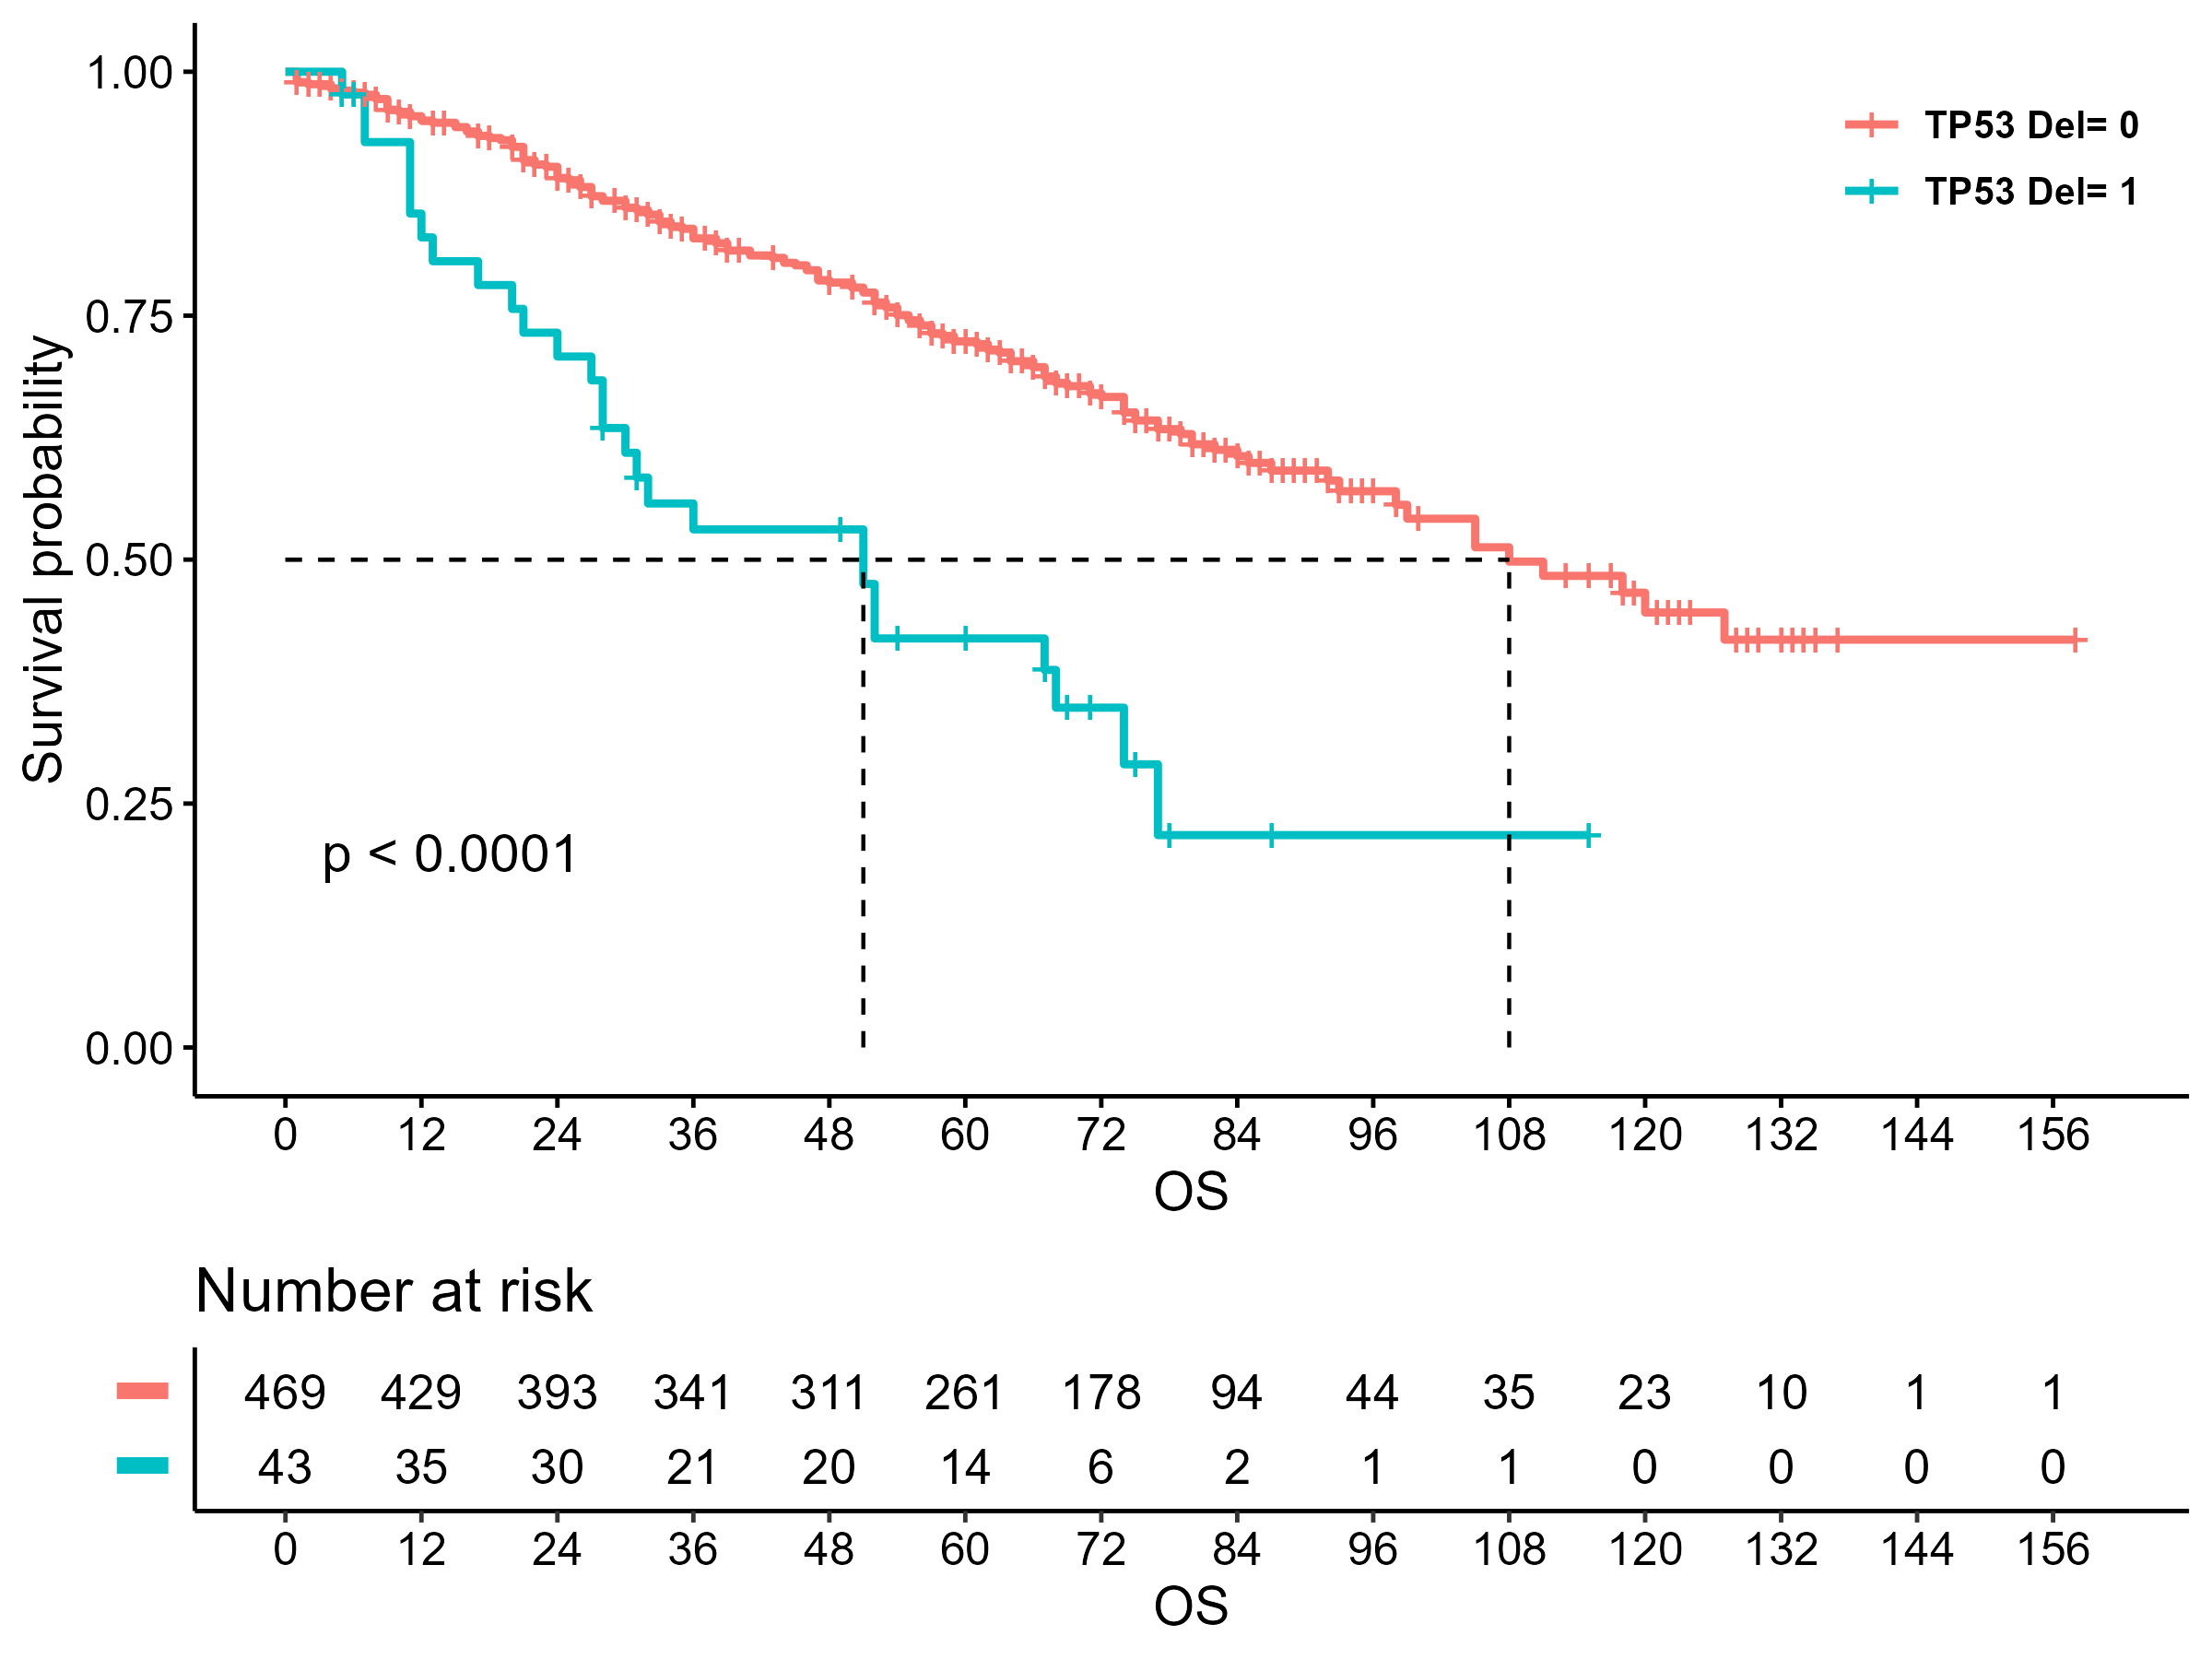 Survival probability
1.00
0.75
0.50
0.25
0.00
TP53 Del= 0
TP53 Del= 1
p < 0.0001
0 12 24 36 48 60 72 84 96 108 120 132 144 156
OS
Number at risk
469 429 393 341 311 261 178 94 44 35 23 10 1 1
43 35 30 21 20 14 6 2 1 1 0 0 0 0
0 12 24 36 48 60 72 84 96 108 120 132 144 156
OS